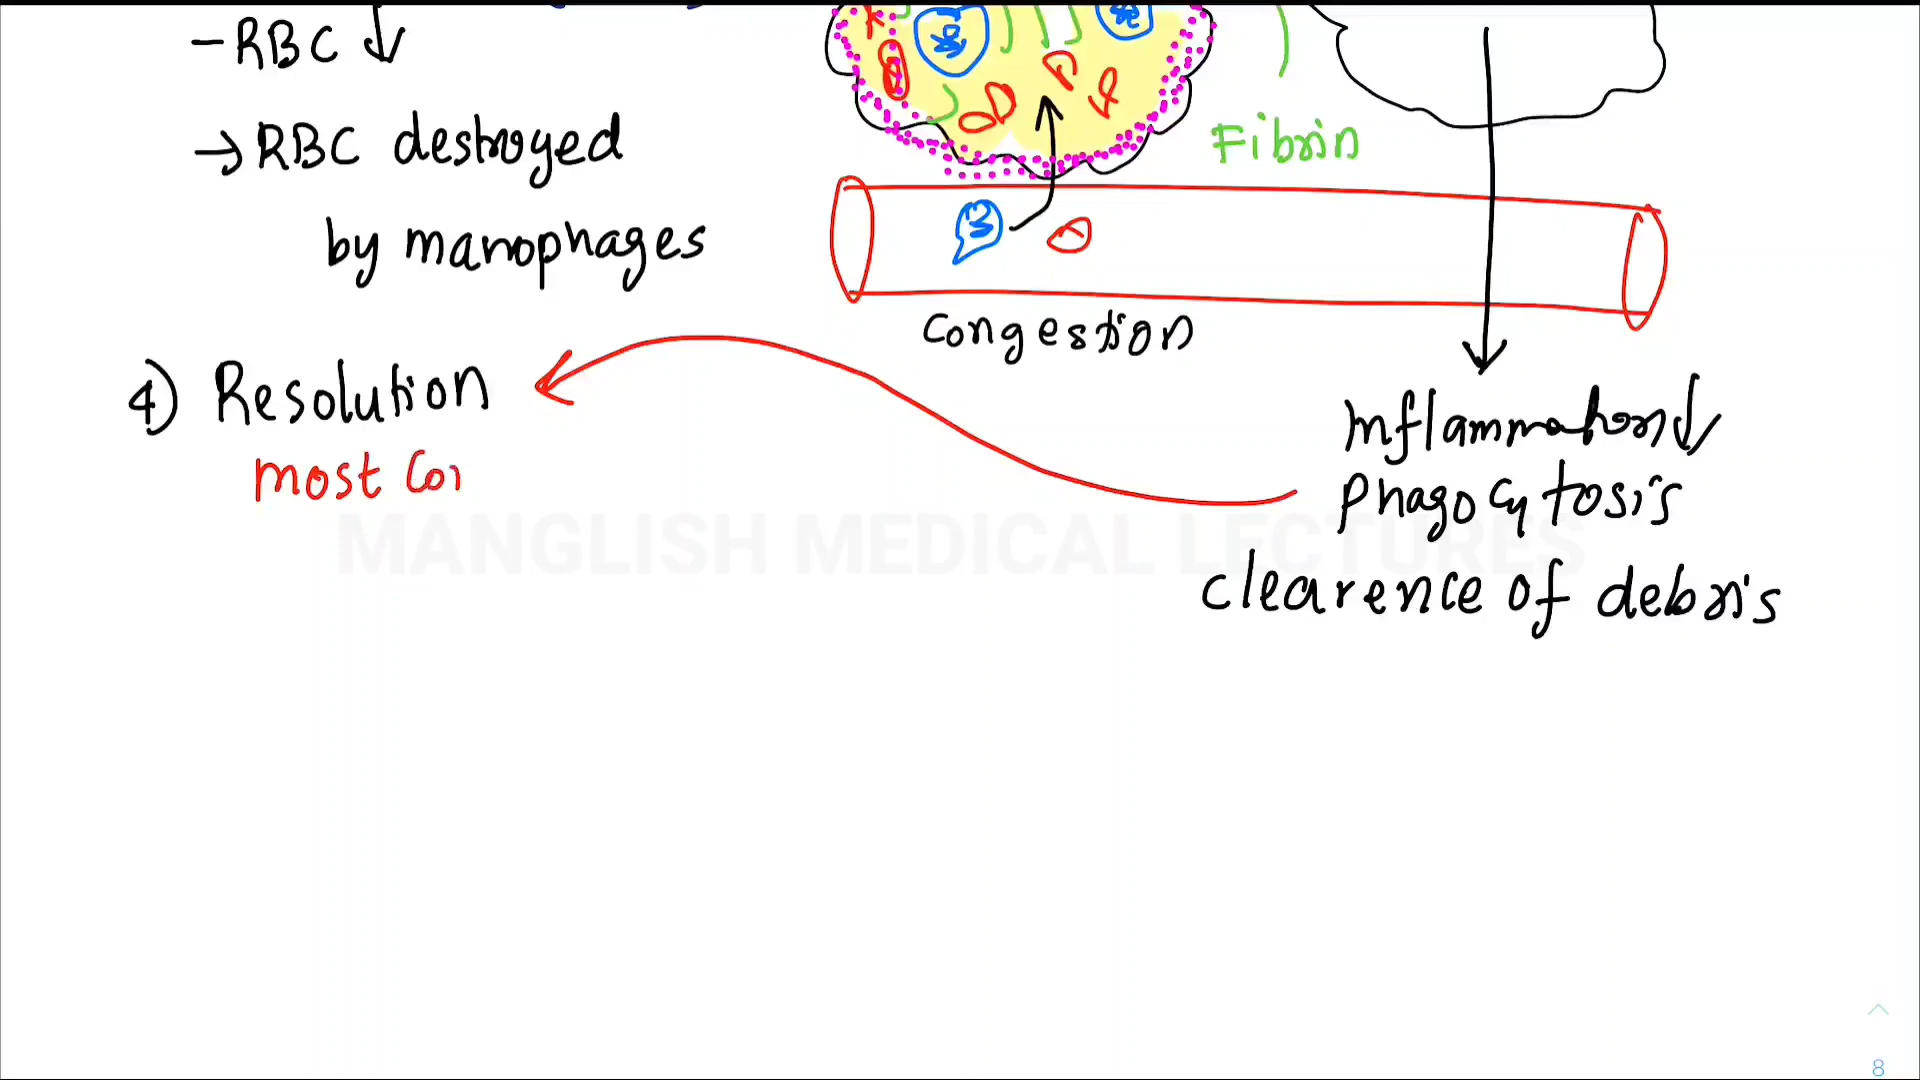 - RBC ↓
→ RBC destroyed
by macrophages
Fibrin
Congestion
4) Resolution
most Co
Inflammation ↓
Phagocytosis
clearence of debris
MANGLISH MEDICAL LECTURES
8